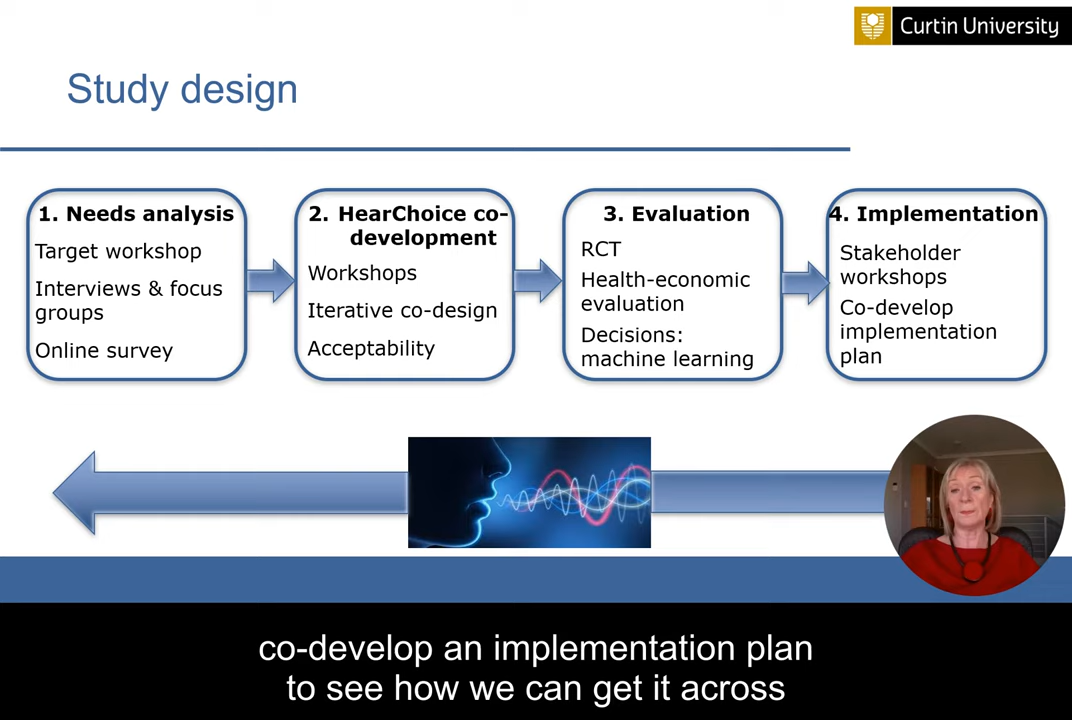 Curtin University
Study design
1. Needs analysis
Target workshop
Interviews & focus
groups
Online survey
2. HearChoice co-
development
Workshops
Iterative co-design
Acceptability
3. Evaluation
RCT
Health-economic
evaluation
Decisions:
machine learning
4. Implementation
Stakeholder
workshops
Co-develop
implementation
plan
co-develop an implementation plan
to see how we can get it across